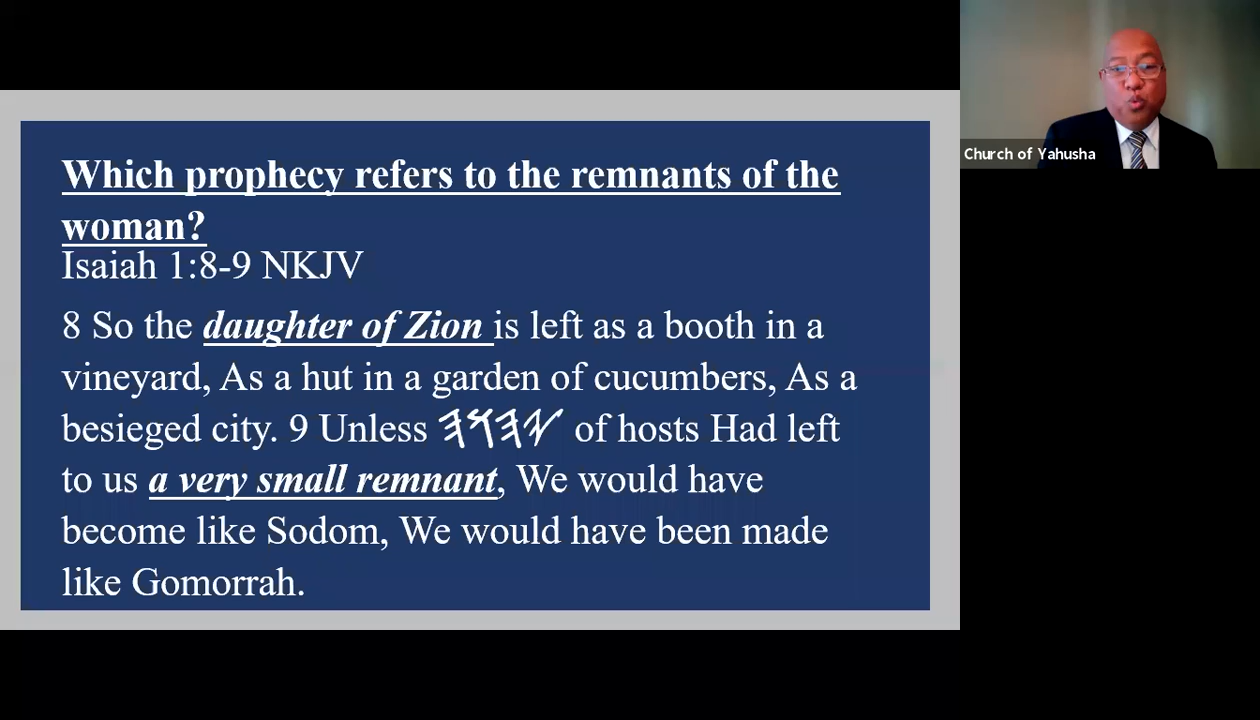 Which prophecy refers to the remnants of the
woman?
Isaiah 1:8-9 NKJV
8 So the daughter of Zion is left as a booth in a
vineyard, As a hut in a garden of cucumbers, As a
besieged city. 9 Unless 𐤉𐤄𐤅𐤄 of hosts Had left
to us a very small remnant, We would have
become like Sodom, We would have been made
like Gomorrah.
Church of Yahusha